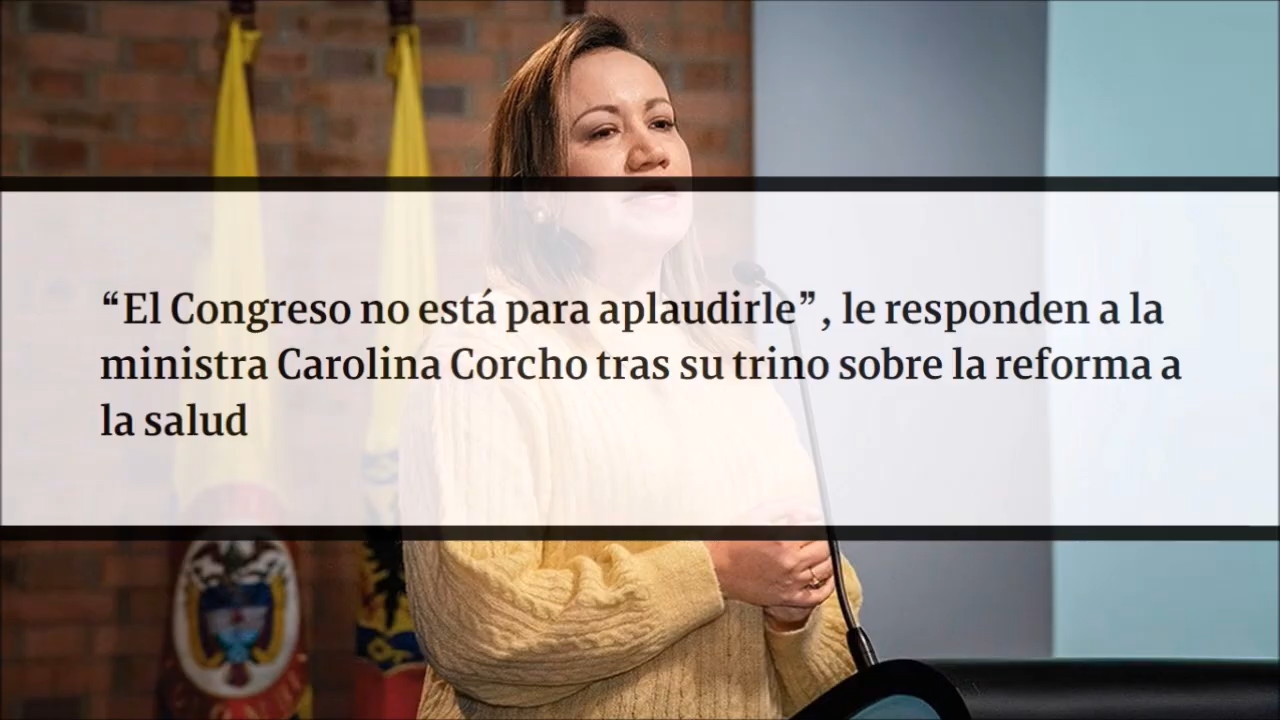 “El Congreso no está para aplaudirle”, le responden a la
ministra Carolina Corcho tras su trino sobre la reforma a
la salud